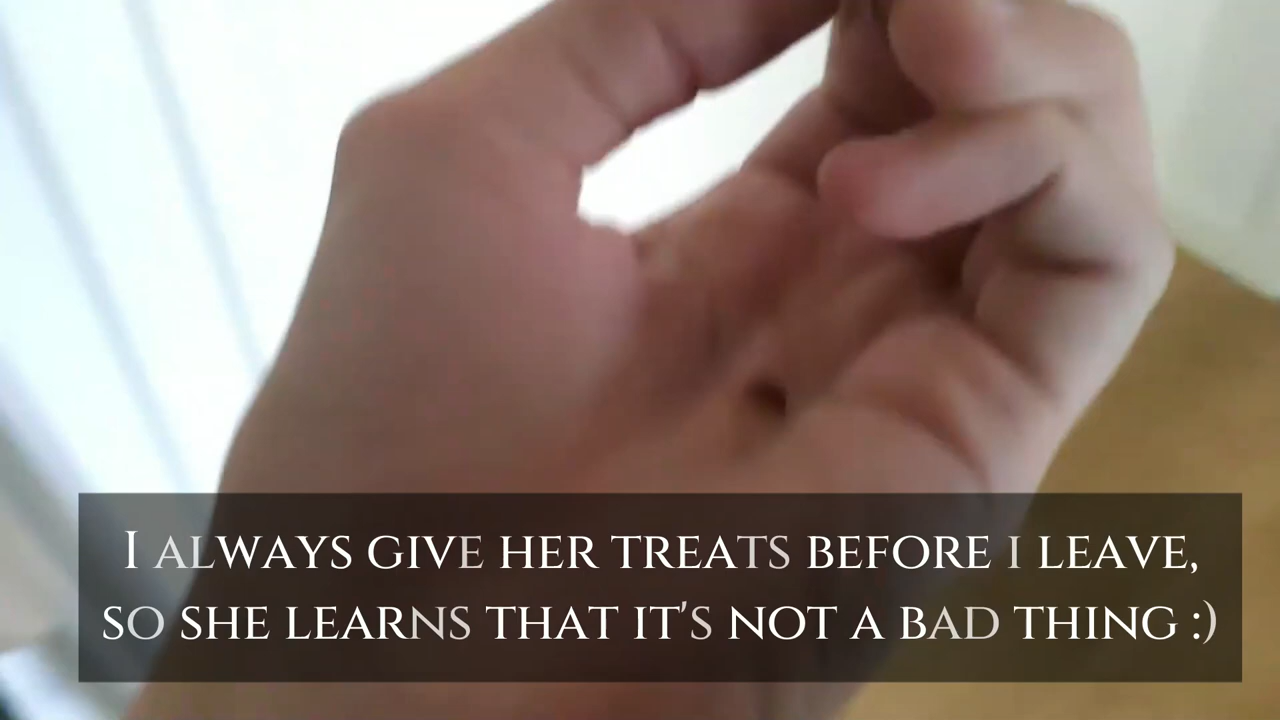 I ALWAYS GIVE HER TREATS BEFORE I LEAVE,
SO SHE LEARNS THAT IT'S NOT A BAD THING :)